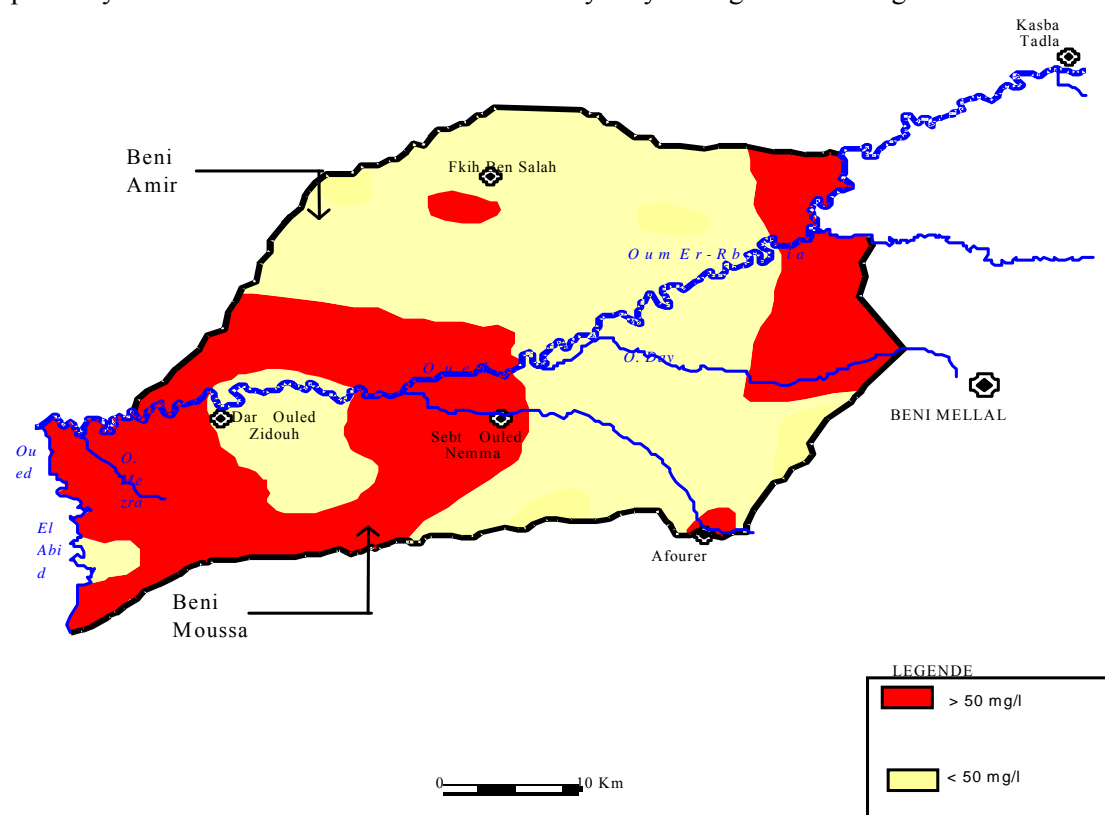 Kasba
Tadla
Beni
Amir
Fkih Ben Salah
Oum Er-Rb
O. Day
BENI MELLAL
Dar Ouled
Zidouh
Sebt Ouled
Nemma
Ou
ed
O.
Me
zra
El
Abi
d
Afourer
Beni
Moussa
LEGENDE
> 50 mg/l
0 10 Km
< 50 mg/l